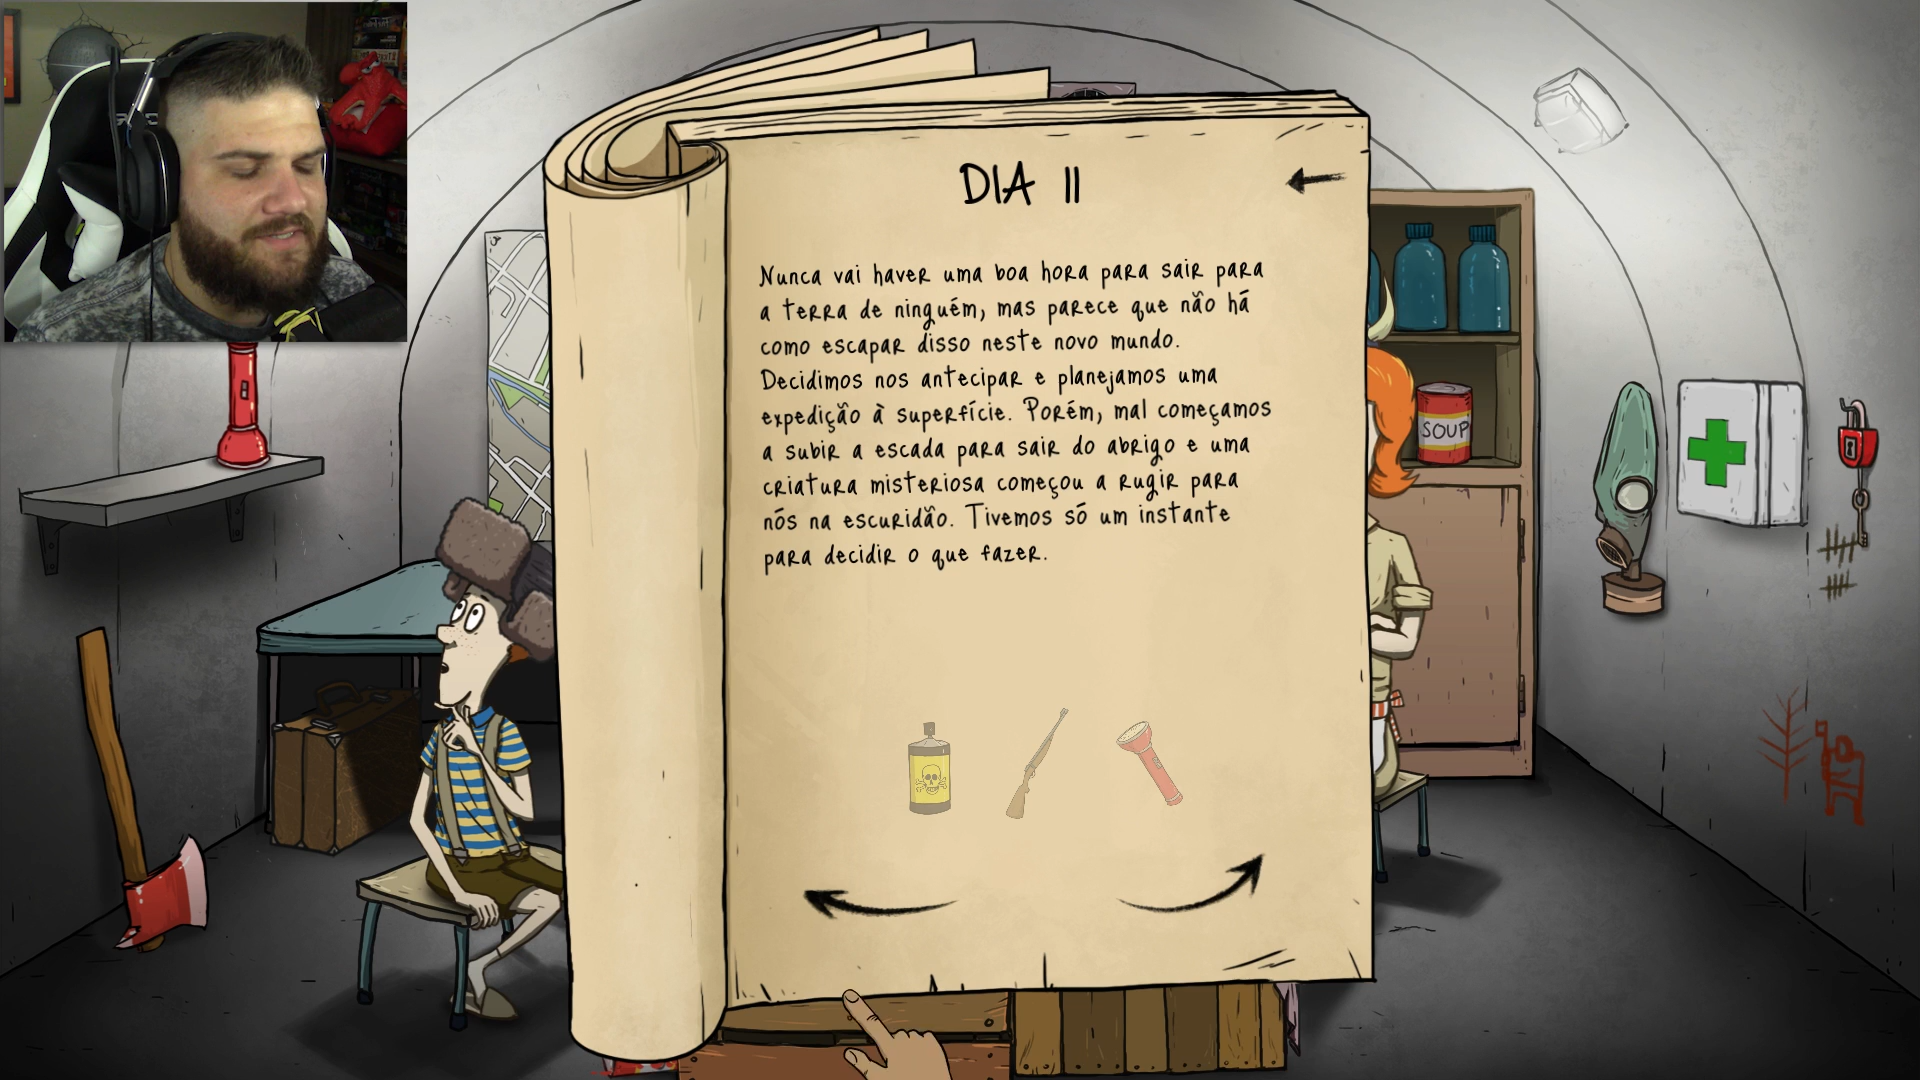 DIA 11
Nunca vai haver uma boa hora para sair para
a terra de ninguém, mas parece que não há
como escapar disso neste novo mundo.
Decidimos nos antecipar e planejamos uma
expedição à superfície. Porém, mal começamos
a subir a escada para sair do abrigo e uma
criatura misteriosa começou a rugir para
nós na escuridão. Tivemos só um instante
para decidir o que fazer.
SOUP